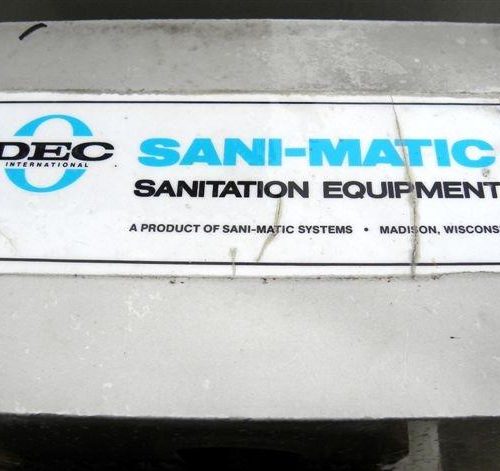 DEC
INTERNATIONAL
SANI-MATIC
SANITATION EQUIPMENT
A PRODUCT OF SANI-MATIC SYSTEMS • MADISON, WISCONS